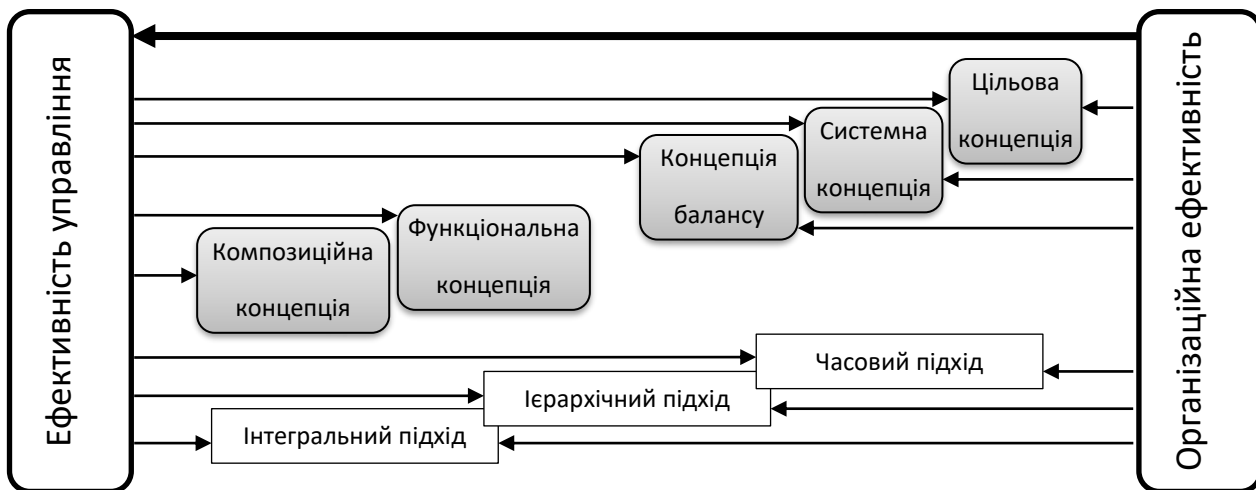 Ефективність управління
Цільова
концепція
Системна
концепція
Концепція
балансу
Функціональна
концепція
Композиційна
концепція
Часовий підхід
Ієрархічний підхід
Інтегральний підхід
Організаційна ефективність